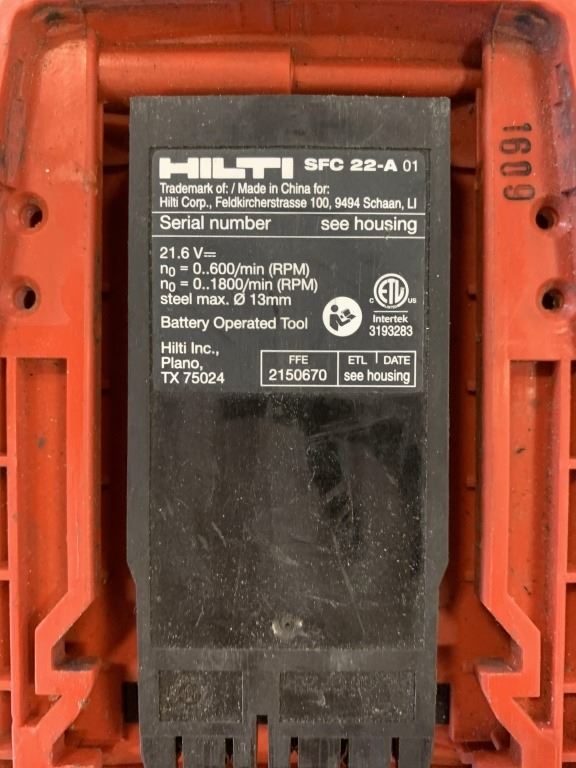 HILTI SFC 22-A 01
Trademark of: / Made in China for:
Hilti Corp., Feldkircherstrasse 100, 9494 Schaan, LI
Serial number see housing
21.6 V⎓
n₀ = 0..600/min (RPM)
n₀ = 0..1800/min (RPM)
steel max. Ø 13mm
Battery Operated Tool
C ETL US
Intertek
3193283
Hilti Inc.,
Plano,
TX 75024
FFE ETL DATE
2150670 see housing
1609